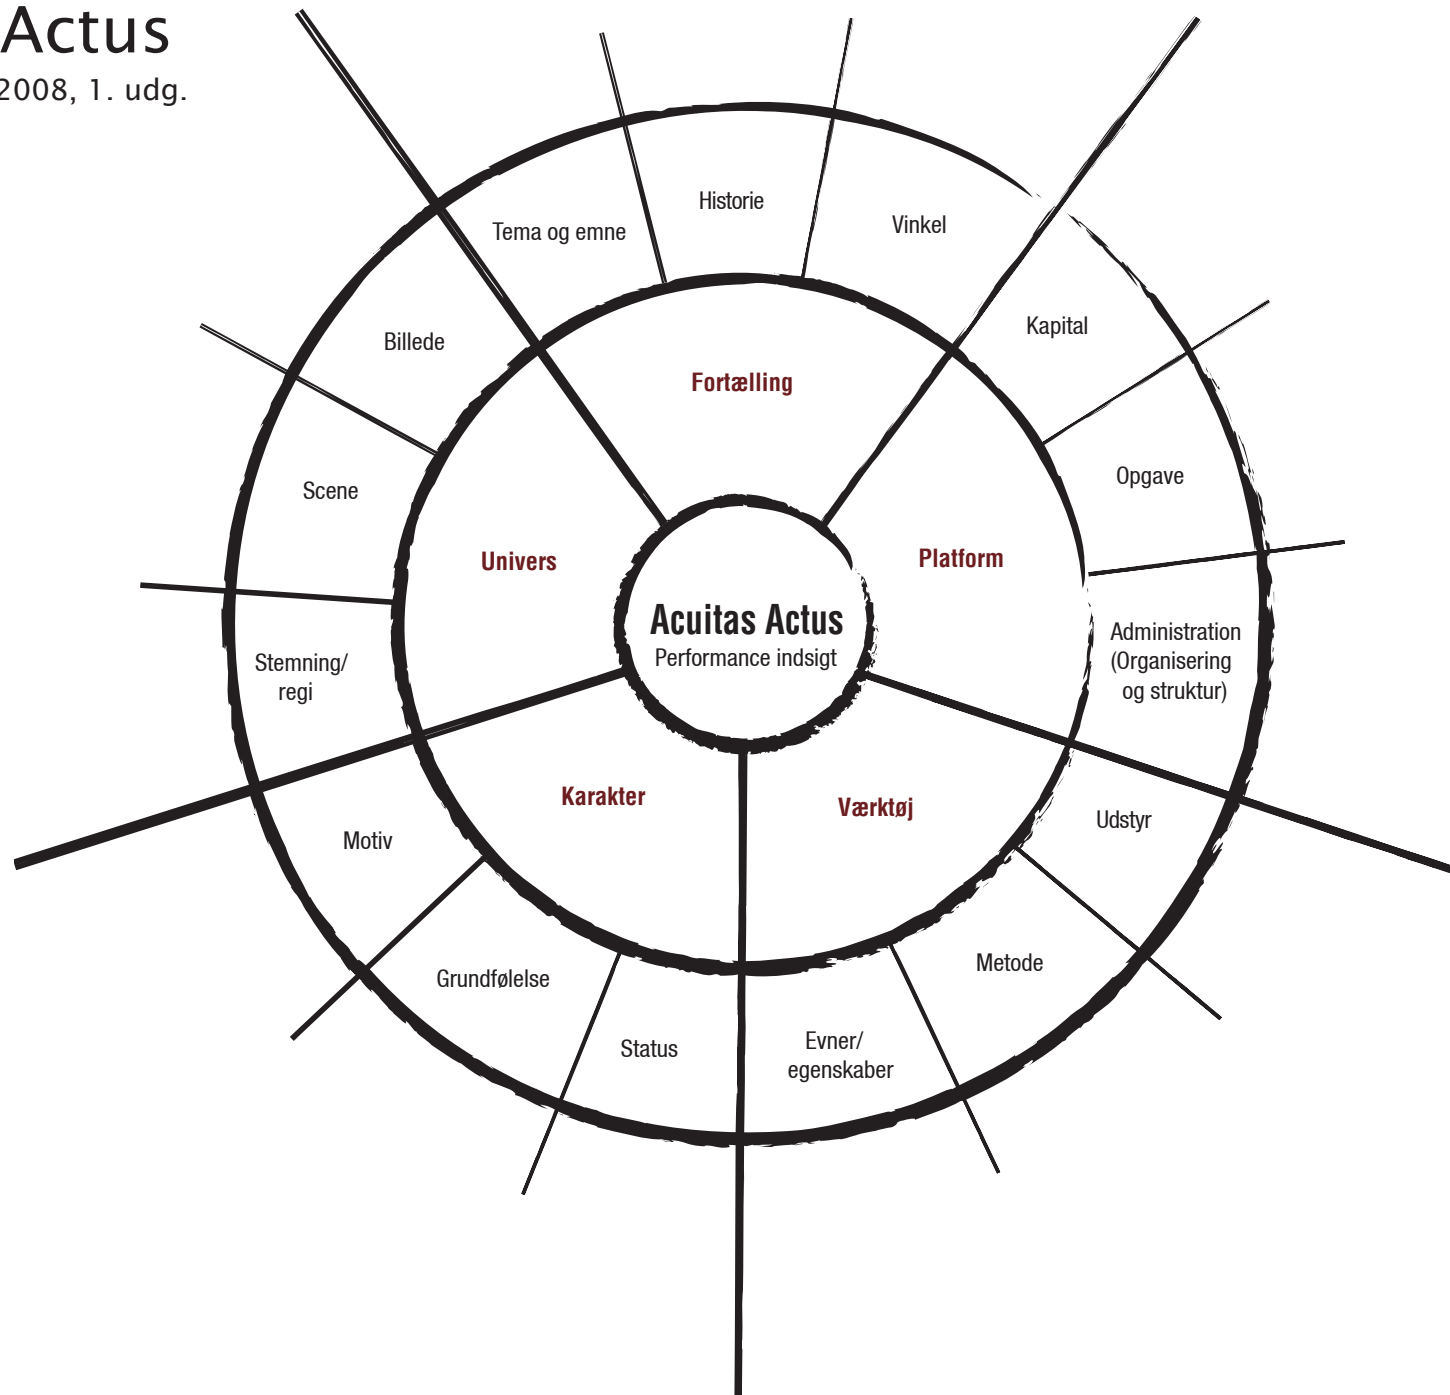 Actus
2008, 1. udg.
Historie
Vinkel
Tema og emne
Kapital
Billede
Fortælling
Opgave
Scene
Univers
Platform
Acuitas Actus
Performance indsigt
Administration
(Organisering
og struktur)
Stemning/
regi
Karakter
Værktøj
Udstyr
Motiv
Metode
Grundfølelse
Status
Evner/
egenskaber